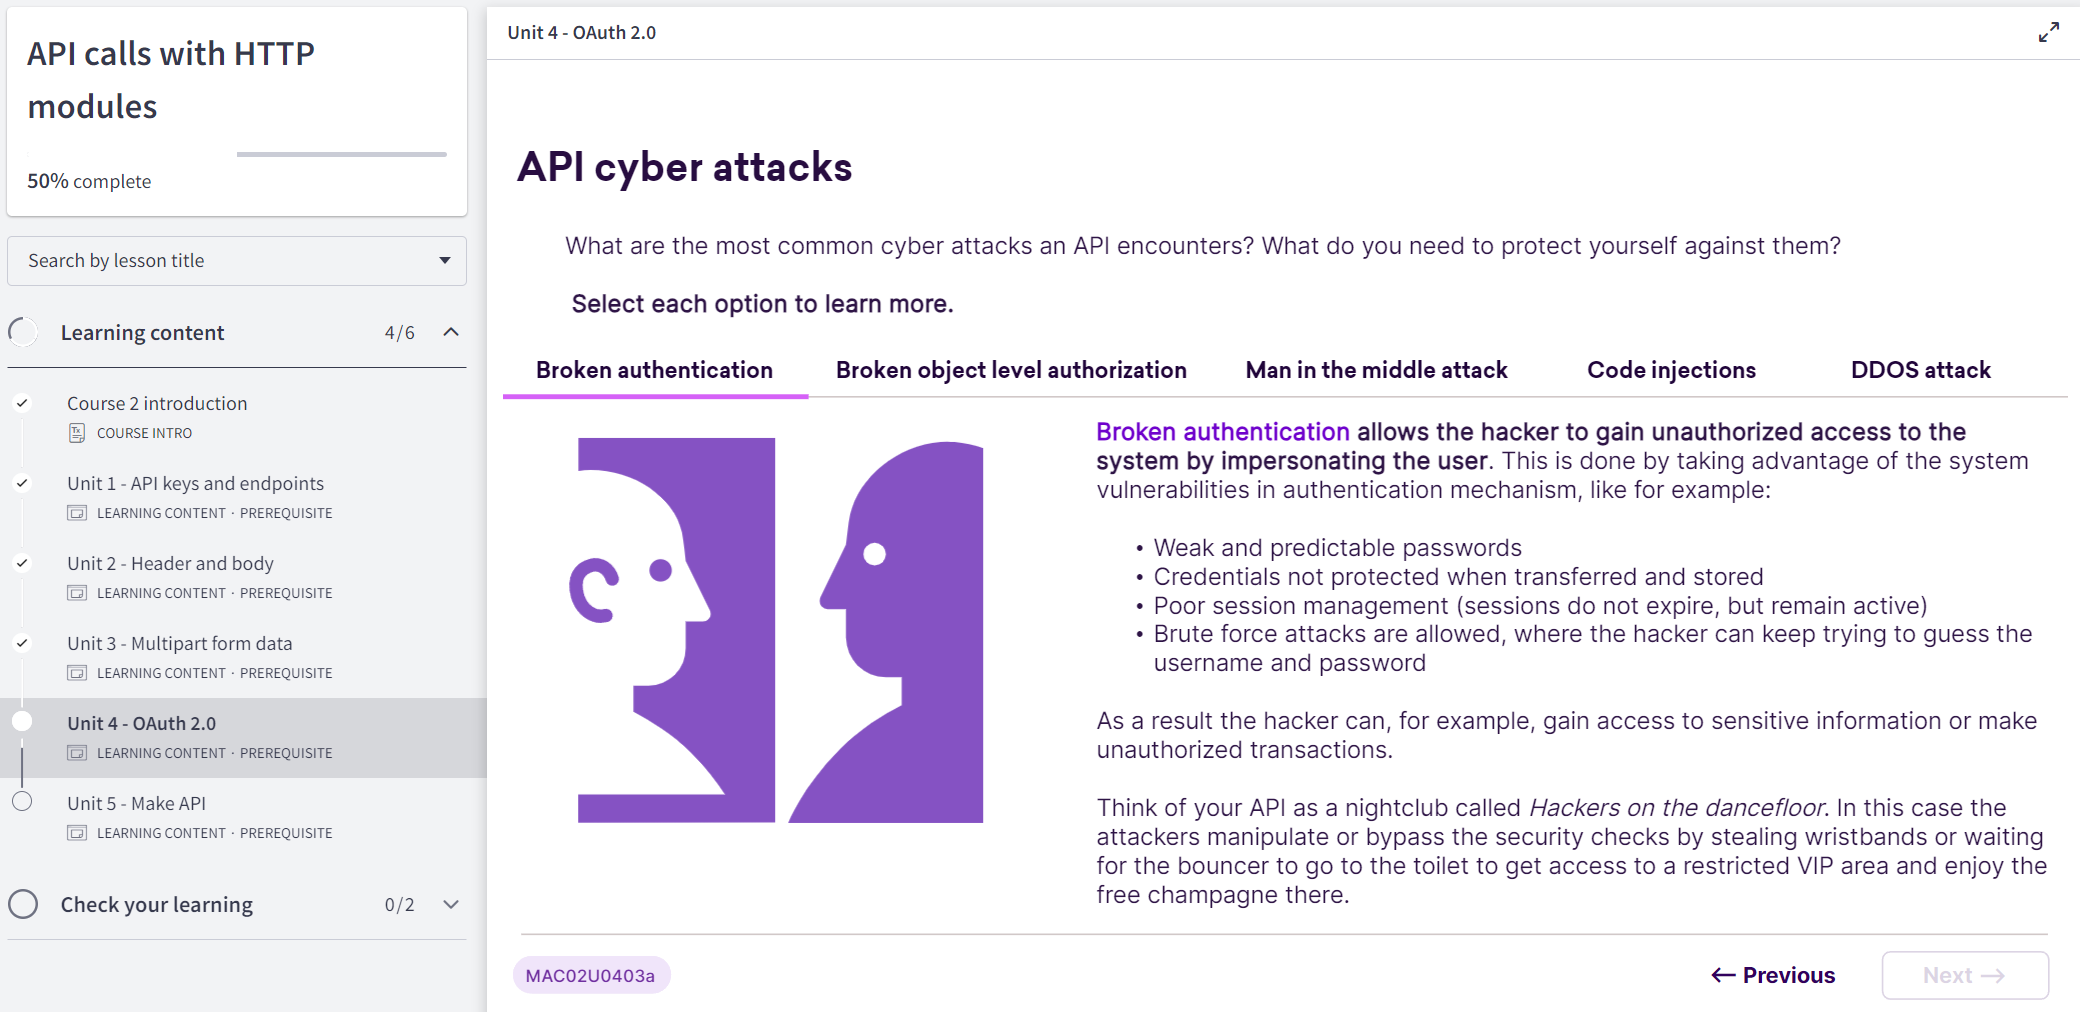 API calls with HTTP
modules
50% complete
Search by lesson title
Learning content 4/6
Course 2 introduction
COURSE INTRO
Unit 1 - API keys and endpoints
LEARNING CONTENT · PREREQUISITE
Unit 2 - Header and body
LEARNING CONTENT · PREREQUISITE
Unit 3 - Multipart form data
LEARNING CONTENT · PREREQUISITE
Unit 4 - OAuth 2.0
LEARNING CONTENT · PREREQUISITE
Unit 5 - Make API
LEARNING CONTENT · PREREQUISITE
Check your learning 0/2
Unit 4 - OAuth 2.0
API cyber attacks
What are the most common cyber attacks an API encounters? What do you need to protect yourself against them?
Select each option to learn more.
Broken authentication Broken object level authorization Man in the middle attack Code injections DDOS attack
Broken authentication allows the hacker to gain unauthorized access to the
system by impersonating the user. This is done by taking advantage of the system
vulnerabilities in authentication mechanism, like for example:
• Weak and predictable passwords
• Credentials not protected when transferred and stored
• Poor session management (sessions do not expire, but remain active)
• Brute force attacks are allowed, where the hacker can keep trying to guess the
username and password
As a result the hacker can, for example, gain access to sensitive information or make
unauthorized transactions.
Think of your API as a nightclub called Hackers on the dancefloor. In this case the
attackers manipulate or bypass the security checks by stealing wristbands or waiting
for the bouncer to go to the toilet to get access to a restricted VIP area and enjoy the
free champagne there.
MAC02U0403a
← Previous
Next →